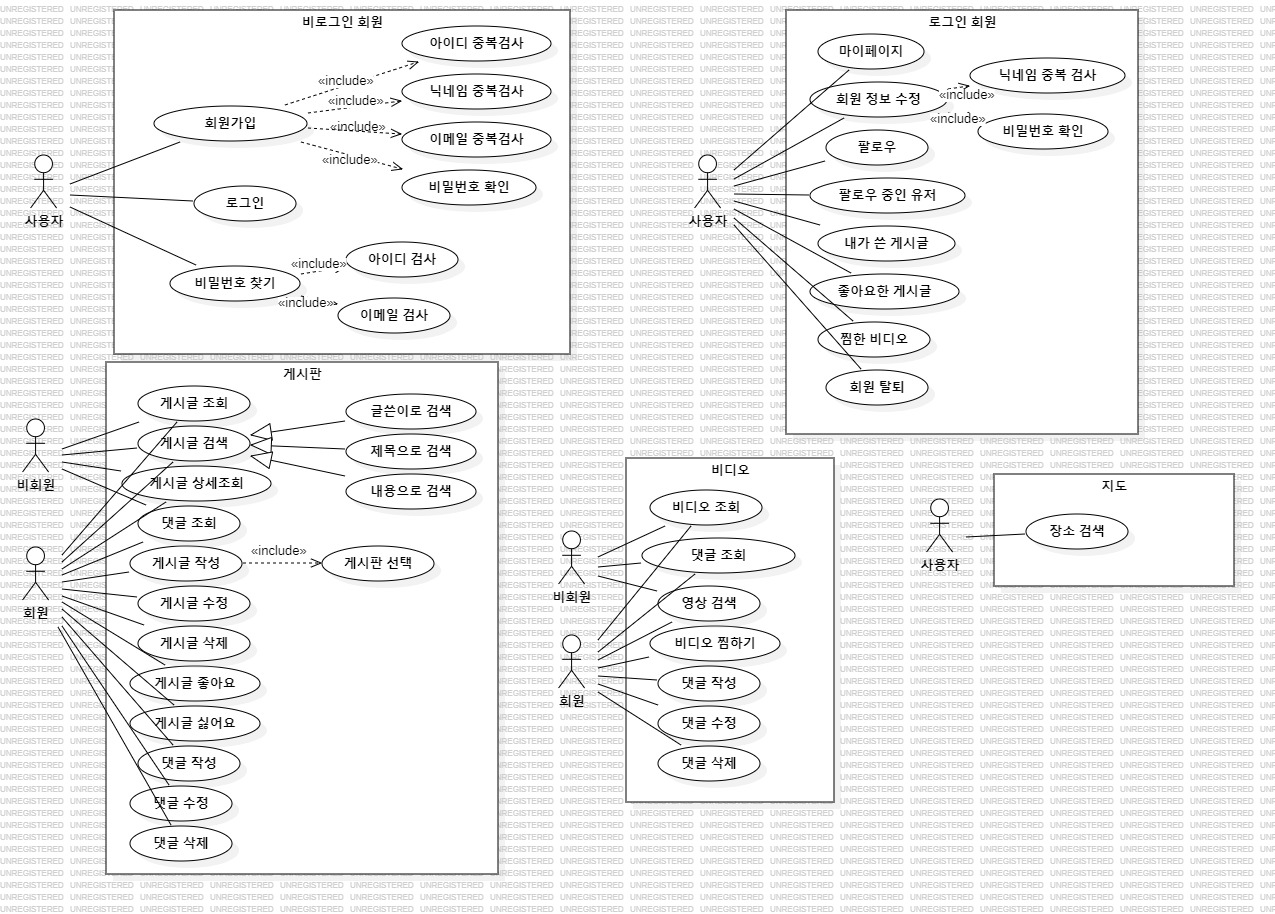 비로그인 회원
아이디 중복검사
«include»
닉네임 중복검사
«include»
회원가입
이메일 중복검사
«include»
비밀번호 확인
«include»
로그인
사용자
아이디 검사
«include»
비밀번호 찾기
«include»
이메일 검사
로그인 회원
마이페이지
닉네임 중복 검사
회원 정보 수정
«include»
«include»
비밀번호 확인
팔로우
팔로우 중인 유저
사용자
내가 쓴 게시글
좋아요한 게시글
찜한 비디오
회원 탈퇴
게시판
게시글 조회
글쓴이로 검색
게시글 검색
제목으로 검색
게시글 상세조회
내용으로 검색
비회원
댓글 조회
게시글 작성
«include»
게시판 선택
게시글 수정
회원
게시글 삭제
게시글 좋아요
게시글 싫어요
댓글 작성
댓글 수정
댓글 삭제
비디오
비디오 조회
댓글 조회
비회원
영상 검색
비디오 찜하기
댓글 작성
회원
댓글 수정
댓글 삭제
지도
장소 검색
사용자
UNREGISTERED